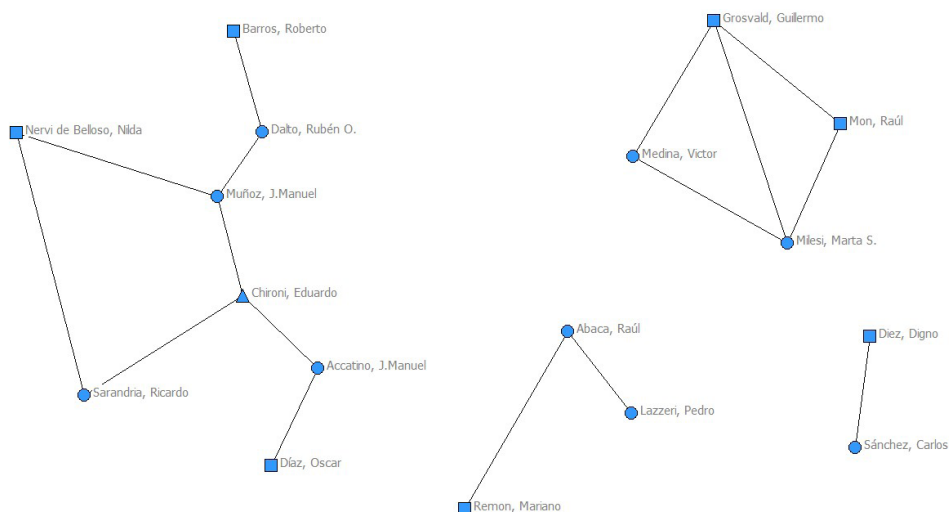 Barros, Roberto
Grosvald, Guillermo
Nervi de Belloso, Nilda
Dalto, Rubén O.
Mon, Raúl
Medina, Victor
Muñoz, J.Manuel
Milesi, Marta S.
Chironi, Eduardo
Abaca, Raúl
Diez, Digno
Accatino, J.Manuel
Sarandria, Ricardo
Lazzeri, Pedro
Sánchez, Carlos
Díaz, Oscar
Remon, Mariano